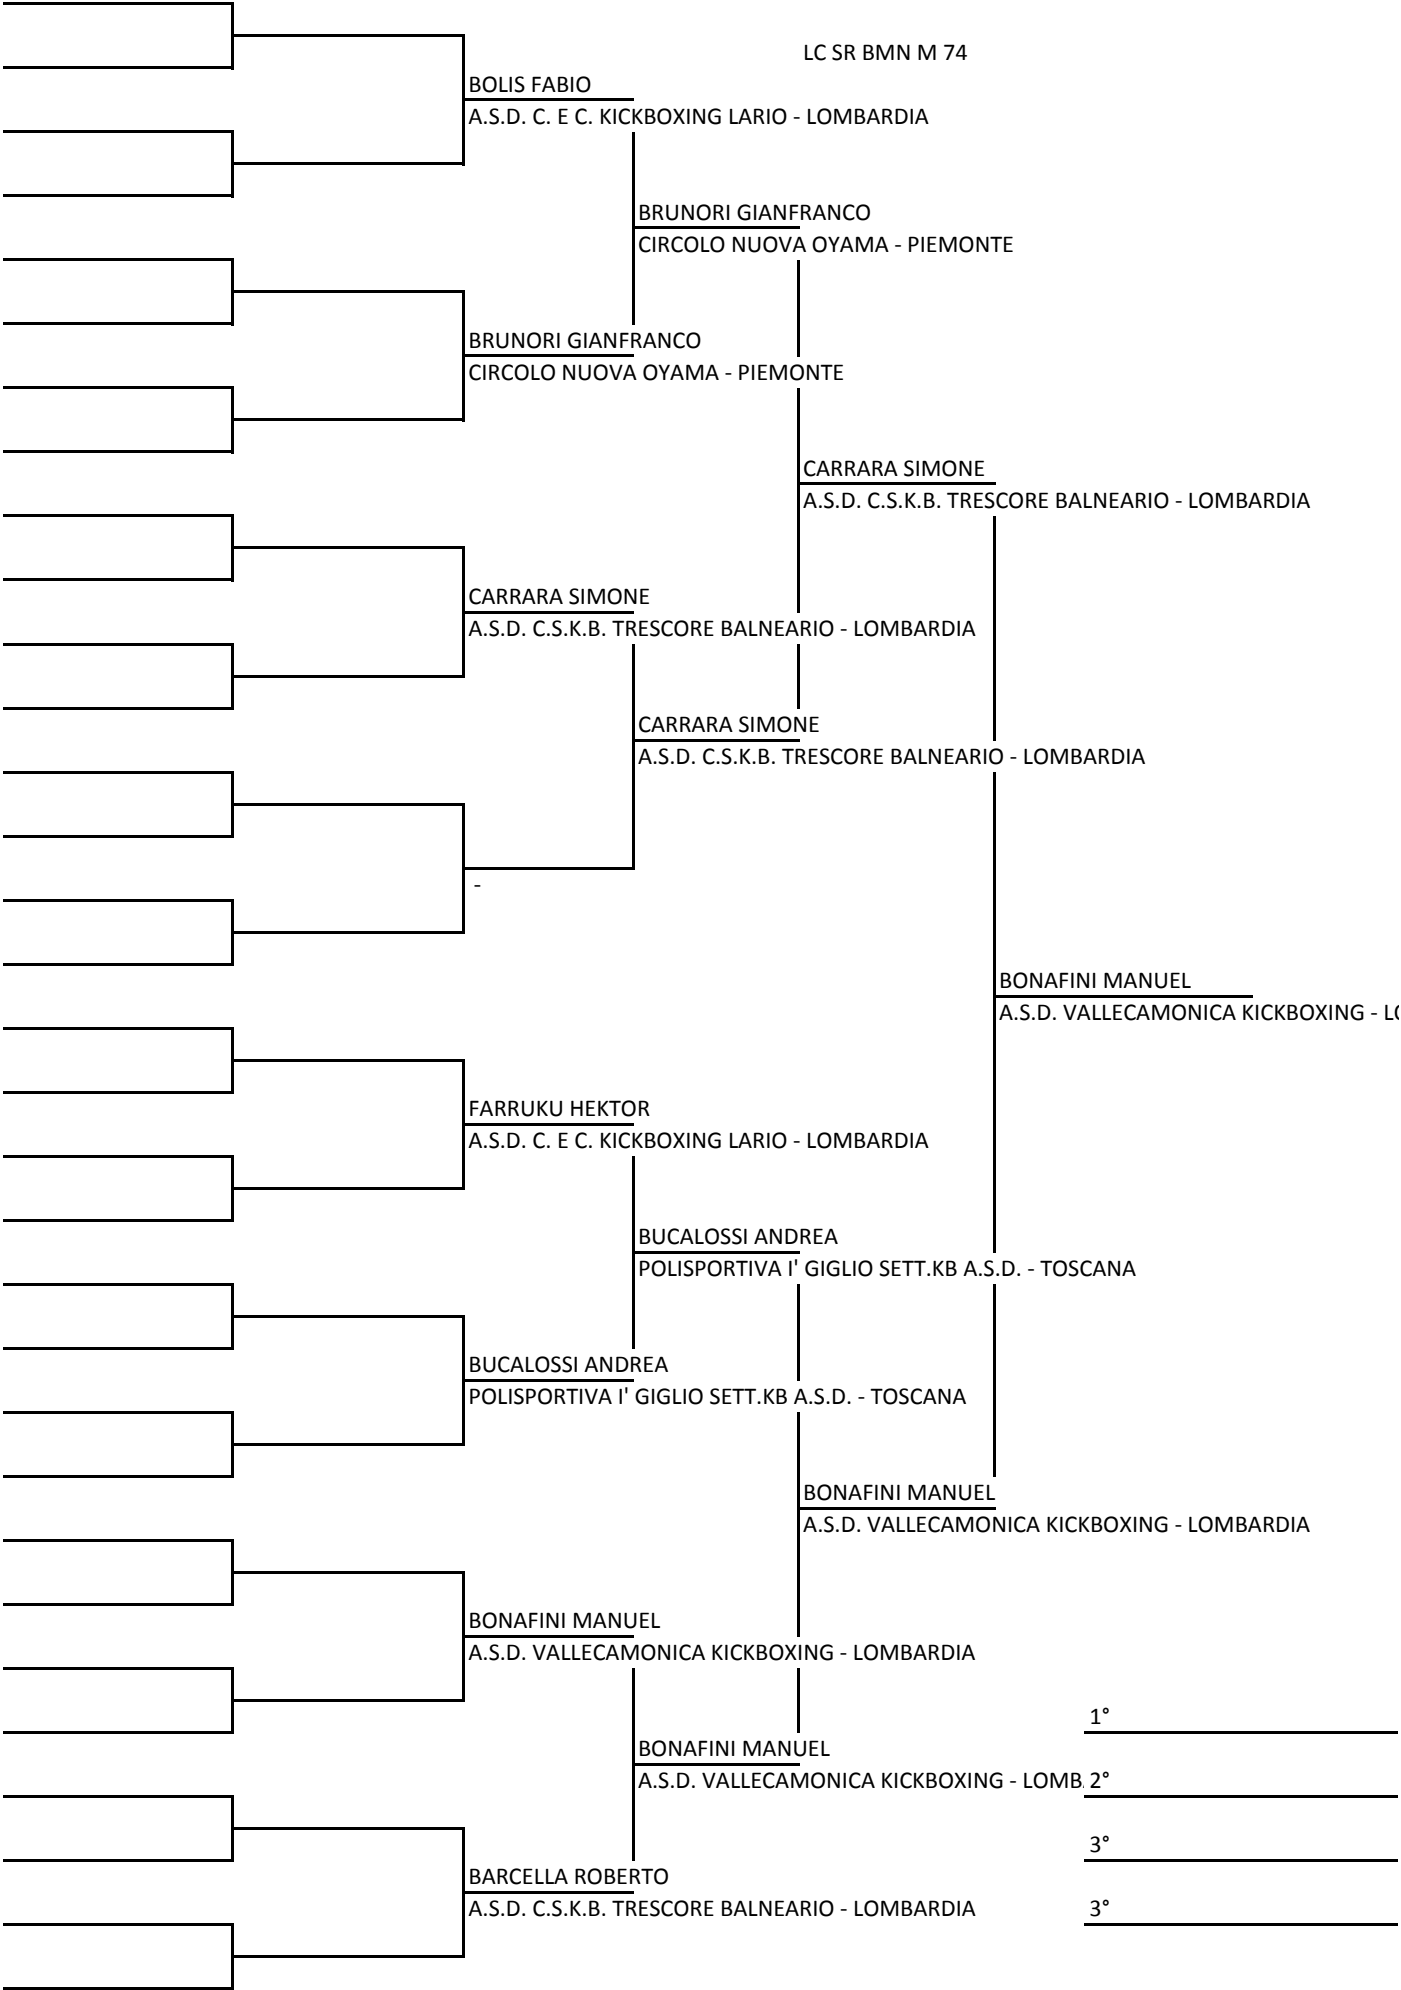 LC SR BMN M 74
BOLIS FABIO
A.S.D. C. E C. KICKBOXING LARIO - LOMBARDIA
BRUNORI GIANFRANCO
CIRCOLO NUOVA OYAMA - PIEMONTE
BRUNORI GIANFRANCO
CIRCOLO NUOVA OYAMA - PIEMONTE
CARRARA SIMONE
A.S.D. C.S.K.B. TRESCORE BALNEARIO - LOMBARDIA
CARRARA SIMONE
A.S.D. C.S.K.B. TRESCORE BALNEARIO - LOMBARDIA
CARRARA SIMONE
A.S.D. C.S.K.B. TRESCORE BALNEARIO - LOMBARDIA
-
BONAFINI MANUEL
A.S.D. VALLECAMONICA KICKBOXING - L
FARRUKU HEKTOR
A.S.D. C. E C. KICKBOXING LARIO - LOMBARDIA
BUCALOSSI ANDREA
POLISPORTIVA I' GIGLIO SETT.KB A.S.D. - TOSCANA
BUCALOSSI ANDREA
POLISPORTIVA I' GIGLIO SETT.KB A.S.D. - TOSCANA
BONAFINI MANUEL
A.S.D. VALLECAMONICA KICKBOXING - LOMBARDIA
BONAFINI MANUEL
A.S.D. VALLECAMONICA KICKBOXING - LOMBARDIA
1°
BONAFINI MANUEL
A.S.D. VALLECAMONICA KICKBOXING - LOMB
2°
3°
BARCELLA ROBERTO
A.S.D. C.S.K.B. TRESCORE BALNEARIO - LOMBARDIA
3°